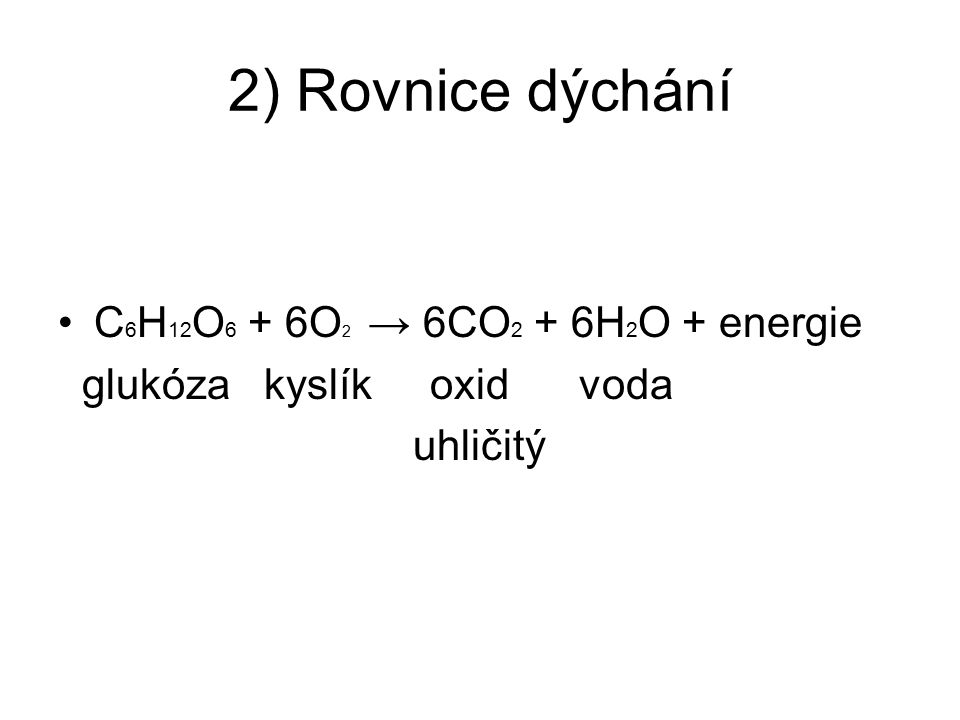 2) Rovnice dýchání
• C₆H₁₂O₆ + 6O₂ → 6CO₂ + 6H₂O + energie
glukóza kyslík oxid voda
uhličitý